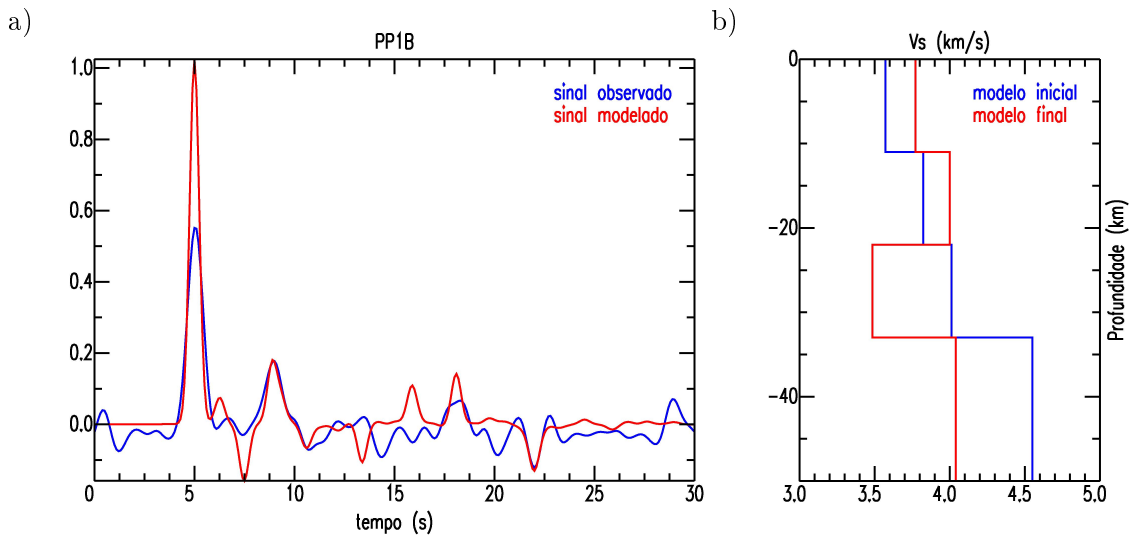 a)
PP1B
1.0
0.8
0.6
0.4
0.2
0.0
sinal observado
sinal modelado
0 5 10 15 20 25 30
tempo (s)
b)
Vs (km/s)
0
-20
-40
modelo inicial
modelo final
Profundidade (km)
3.0 3.5 4.0 4.5 5.0